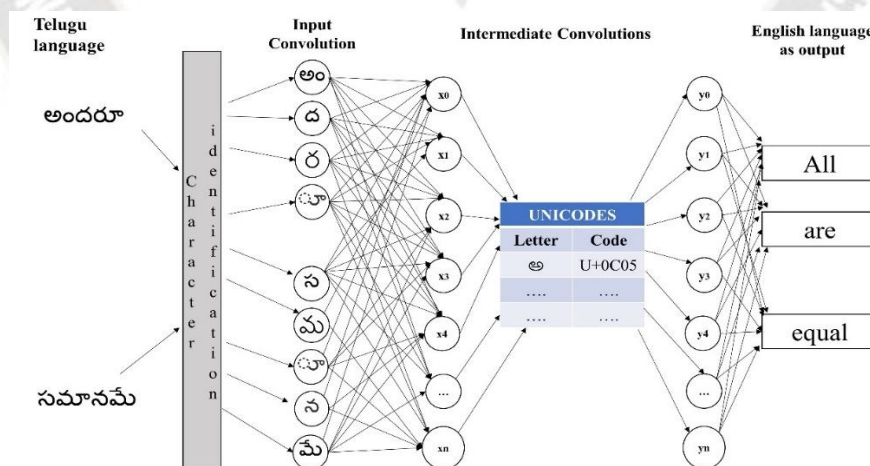 Telugu
language
Input
Convolution
Intermediate Convolutions
English language
as output
అందరూ
సమానమే
Character
identification
అం
ద
ర
ూ
స
మ
ూ
న
మే
x0
x1
x2
x3
x4
...
xn
UNICODES
Letter Code
అ U+0C05
.... ....
.... ....
y0
y1
y2
y3
y4
...
yn
All
are
equal